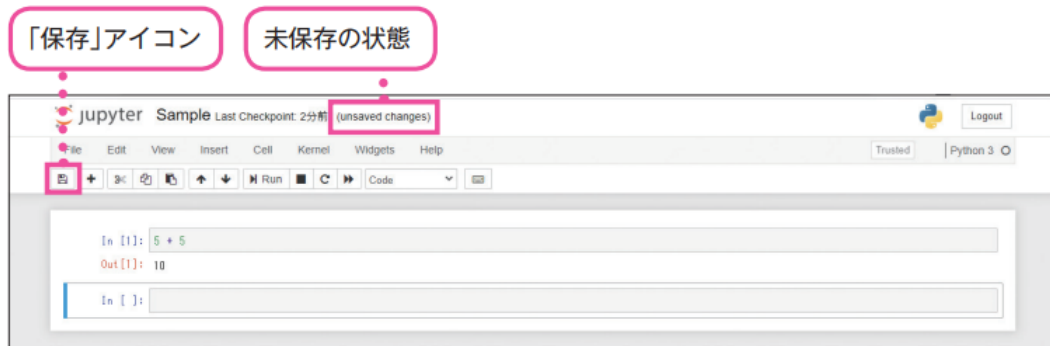 「保存」アイコン
未保存の状態
jupyter Sample Last Checkpoint: 2分前 (unsaved changes)
Logout
File Edit View Insert Cell Kernel Widgets Help
Trusted Python 3
Run Code
In [1]: 5 + 5
Out[1]: 10
In [ ]: